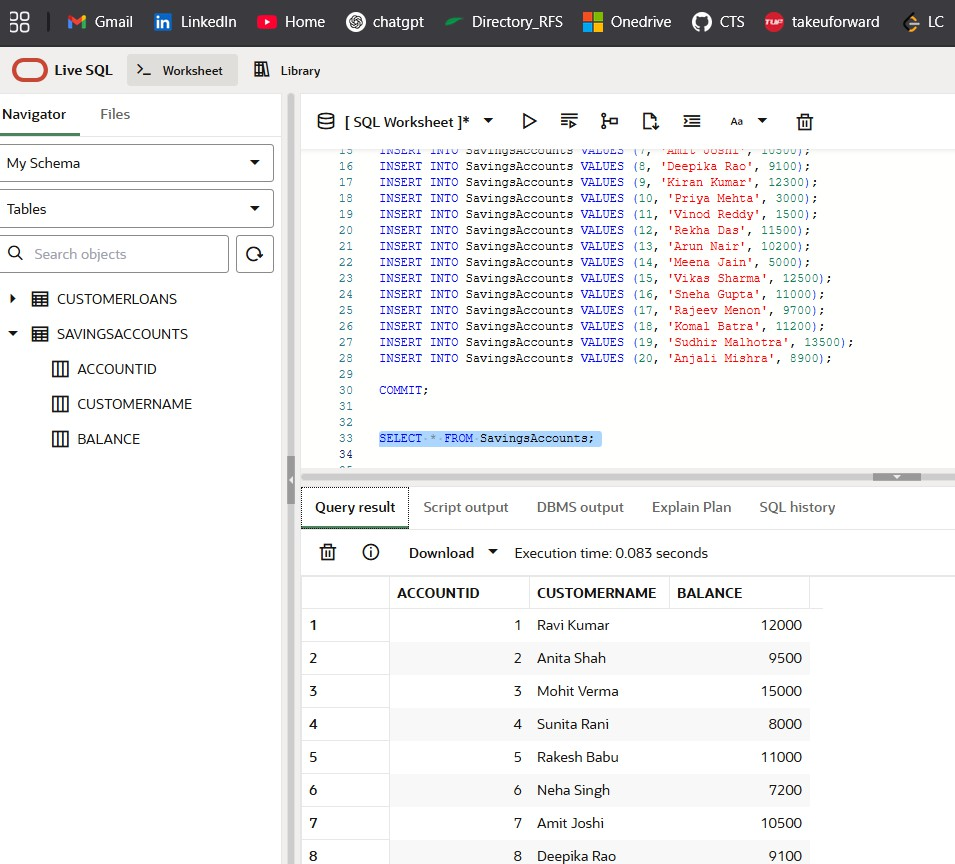 Gmail LinkedIn Home chatgpt Directory_RFS Onedrive CTS takeuforward LC
Live SQL Worksheet Library
Navigator Files
My Schema
Tables
Search objects
CUSTOMERLOANS
SAVINGSACCOUNTS
ACCOUNTID
CUSTOMERNAME
BALANCE
[ SQL Worksheet ]* Aa
15 INSERT INTO SavingsAccounts VALUES (7, 'Amit Joshi', 10500);
16 INSERT INTO SavingsAccounts VALUES (8, 'Deepika Rao', 9100);
17 INSERT INTO SavingsAccounts VALUES (9, 'Kiran Kumar', 12300);
18 INSERT INTO SavingsAccounts VALUES (10, 'Priya Mehta', 3000);
19 INSERT INTO SavingsAccounts VALUES (11, 'Vinod Reddy', 1500);
20 INSERT INTO SavingsAccounts VALUES (12, 'Rekha Das', 11500);
21 INSERT INTO SavingsAccounts VALUES (13, 'Arun Nair', 10200);
22 INSERT INTO SavingsAccounts VALUES (14, 'Meena Jain', 5000);
23 INSERT INTO SavingsAccounts VALUES (15, 'Vikas Sharma', 12500);
24 INSERT INTO SavingsAccounts VALUES (16, 'Sneha Gupta', 11000);
25 INSERT INTO SavingsAccounts VALUES (17, 'Rajeev Menon', 9700);
26 INSERT INTO SavingsAccounts VALUES (18, 'Komal Batra', 11200);
27 INSERT INTO SavingsAccounts VALUES (19, 'Sudhir Malhotra', 13500);
28 INSERT INTO SavingsAccounts VALUES (20, 'Anjali Mishra', 8900);
29
30 COMMIT;
31
32
33 SELECT * FROM SavingsAccounts;
34
Query result Script output DBMS output Explain Plan SQL history
Download Execution time: 0.083 seconds
ACCOUNTID CUSTOMERNAME BALANCE
1 1 Ravi Kumar 12000
2 2 Anita Shah 9500
3 3 Mohit Verma 15000
4 4 Sunita Rani 8000
5 5 Rakesh Babu 11000
6 6 Neha Singh 7200
7 7 Amit Joshi 10500
8 8 Deepika Rao 9100